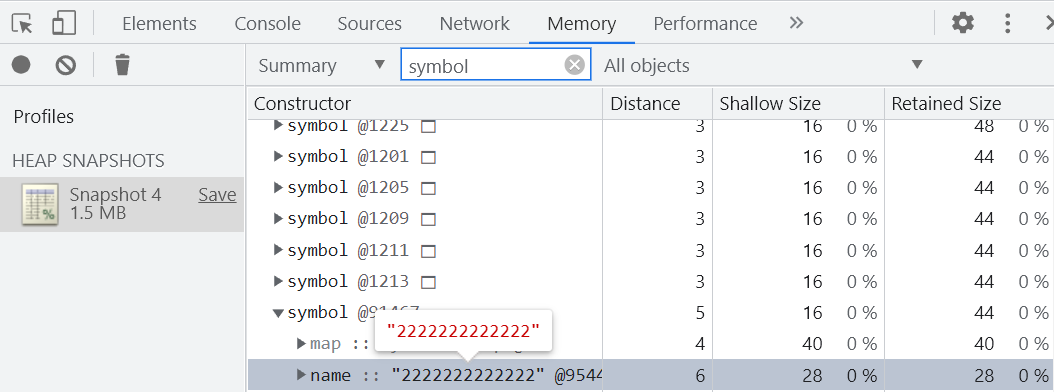 Elements Console Sources Network Memory Performance »
Summary ▼ symbol All objects ▼
Profiles
HEAP SNAPSHOTS
Snapshot 4 Save
1.5 MB
Constructor Distance Shallow Size Retained Size
symbol @1225 3 16 0 % 48 0 %
symbol @1201 3 16 0 % 44 0 %
symbol @1205 3 16 0 % 44 0 %
symbol @1209 3 16 0 % 44 0 %
symbol @1211 3 16 0 % 44 0 %
symbol @1213 3 16 0 % 44 0 %
symbol 5 16 0 % 44 0 %
"2222222222222"
map :: 4 40 0 % 40 0 %
name :: "2222222222222" @9544 6 28 0 % 28 0 %